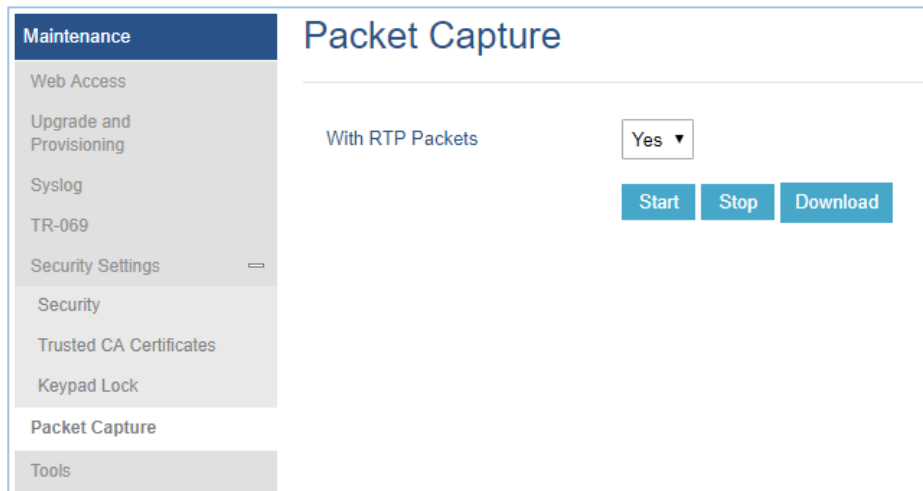 Maintenance
Web Access
Upgrade and
Provisioning
Syslog
TR-069
Security Settings
Security
Trusted CA Certificates
Keypad Lock
Packet Capture
Tools
Packet Capture
With RTP Packets
Yes
Start
Stop
Download